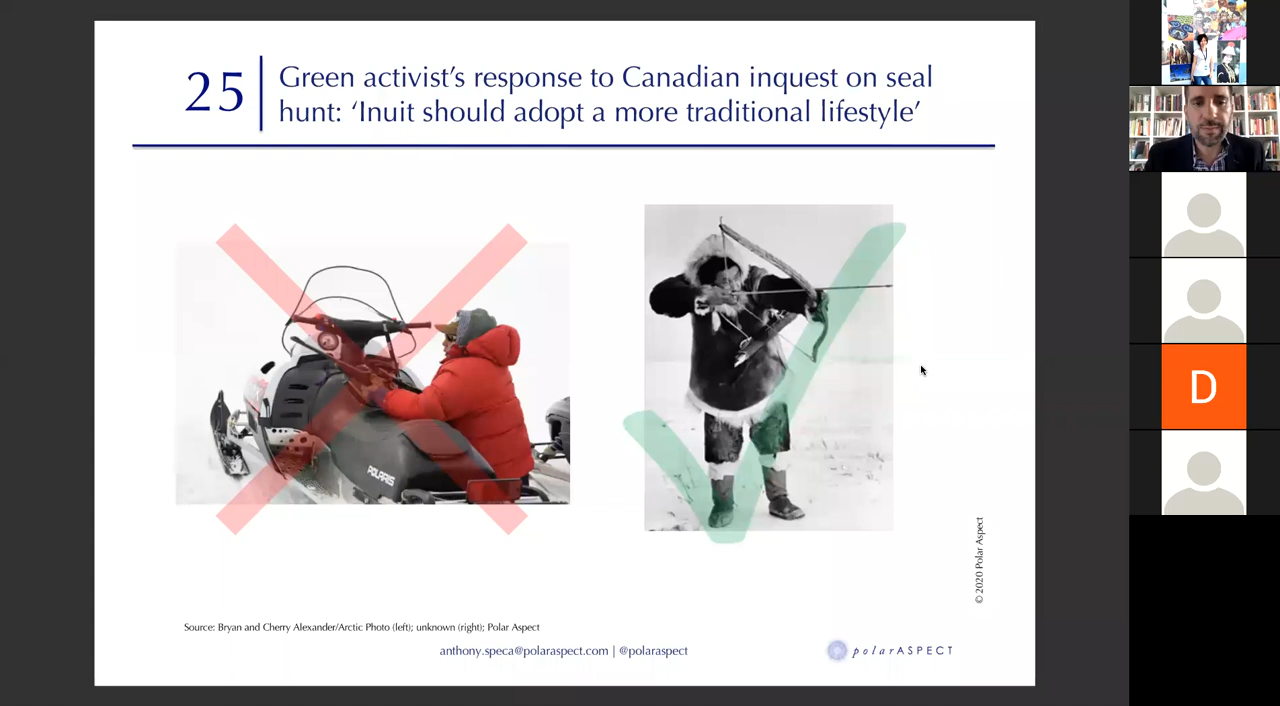 25
Green activist’s response to Canadian inquest on seal
hunt: ‘Inuit should adopt a more traditional lifestyle’
POLARIS
© 2020 Polar Aspect
Source: Bryan and Cherry Alexander/Arctic Photo (left); unknown (right); Polar Aspect
anthony.speca@polaraspect.com | @polaraspect
polarASPECT
D